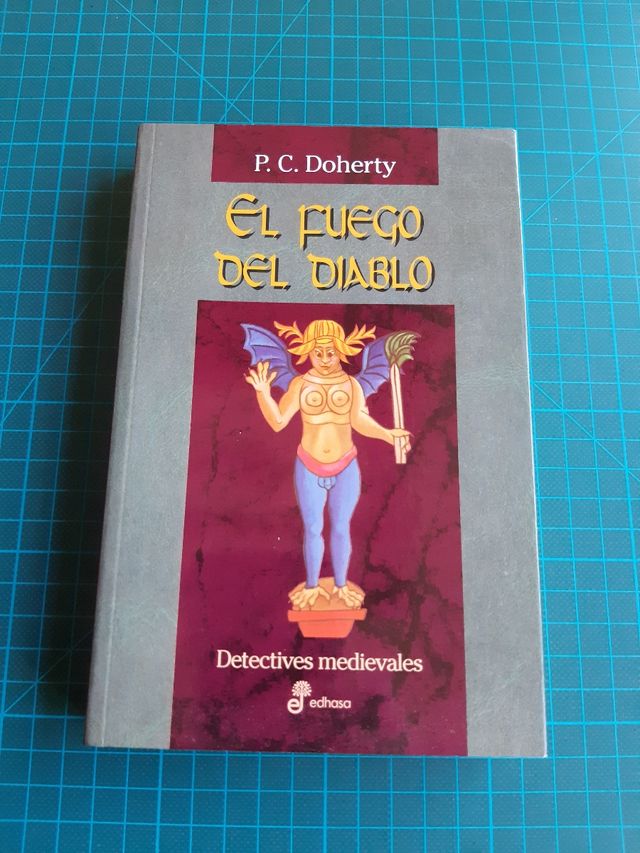 P. C. Doherty
EL FUEGO
DEL DIABLO
Detectives medievales
edhasa